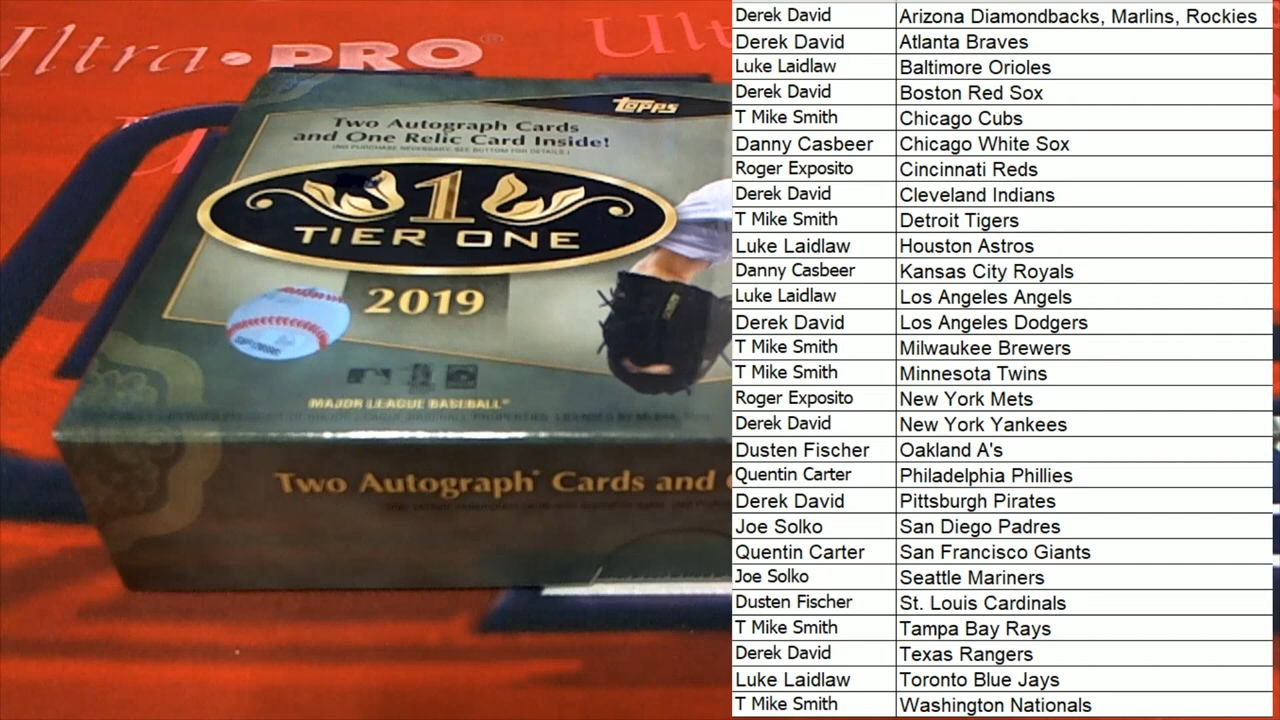 Ultra PRO
Ul
TOPPS
Two Autograph Cards
and One Relic Card Inside!
1
TIER ONE
2019
MAJOR LEAGUE BASEBALL
Two Autograph Cards and
Derek David Arizona Diamondbacks, Marlins, Rockies
Derek David Atlanta Braves
Luke Laidlaw Baltimore Orioles
Derek David Boston Red Sox
T Mike Smith Chicago Cubs
Danny Casbeer Chicago White Sox
Roger Exposito Cincinnati Reds
Derek David Cleveland Indians
T Mike Smith Detroit Tigers
Luke Laidlaw Houston Astros
Danny Casbeer Kansas City Royals
Luke Laidlaw Los Angeles Angels
Derek David Los Angeles Dodgers
T Mike Smith Milwaukee Brewers
T Mike Smith Minnesota Twins
Roger Exposito New York Mets
Derek David New York Yankees
Dusten Fischer Oakland A's
Quentin Carter Philadelphia Phillies
Derek David Pittsburgh Pirates
Joe Solko San Diego Padres
Quentin Carter San Francisco Giants
Joe Solko Seattle Mariners
Dusten Fischer St. Louis Cardinals
T Mike Smith Tampa Bay Rays
Derek David Texas Rangers
Luke Laidlaw Toronto Blue Jays
T Mike Smith Washington Nationals